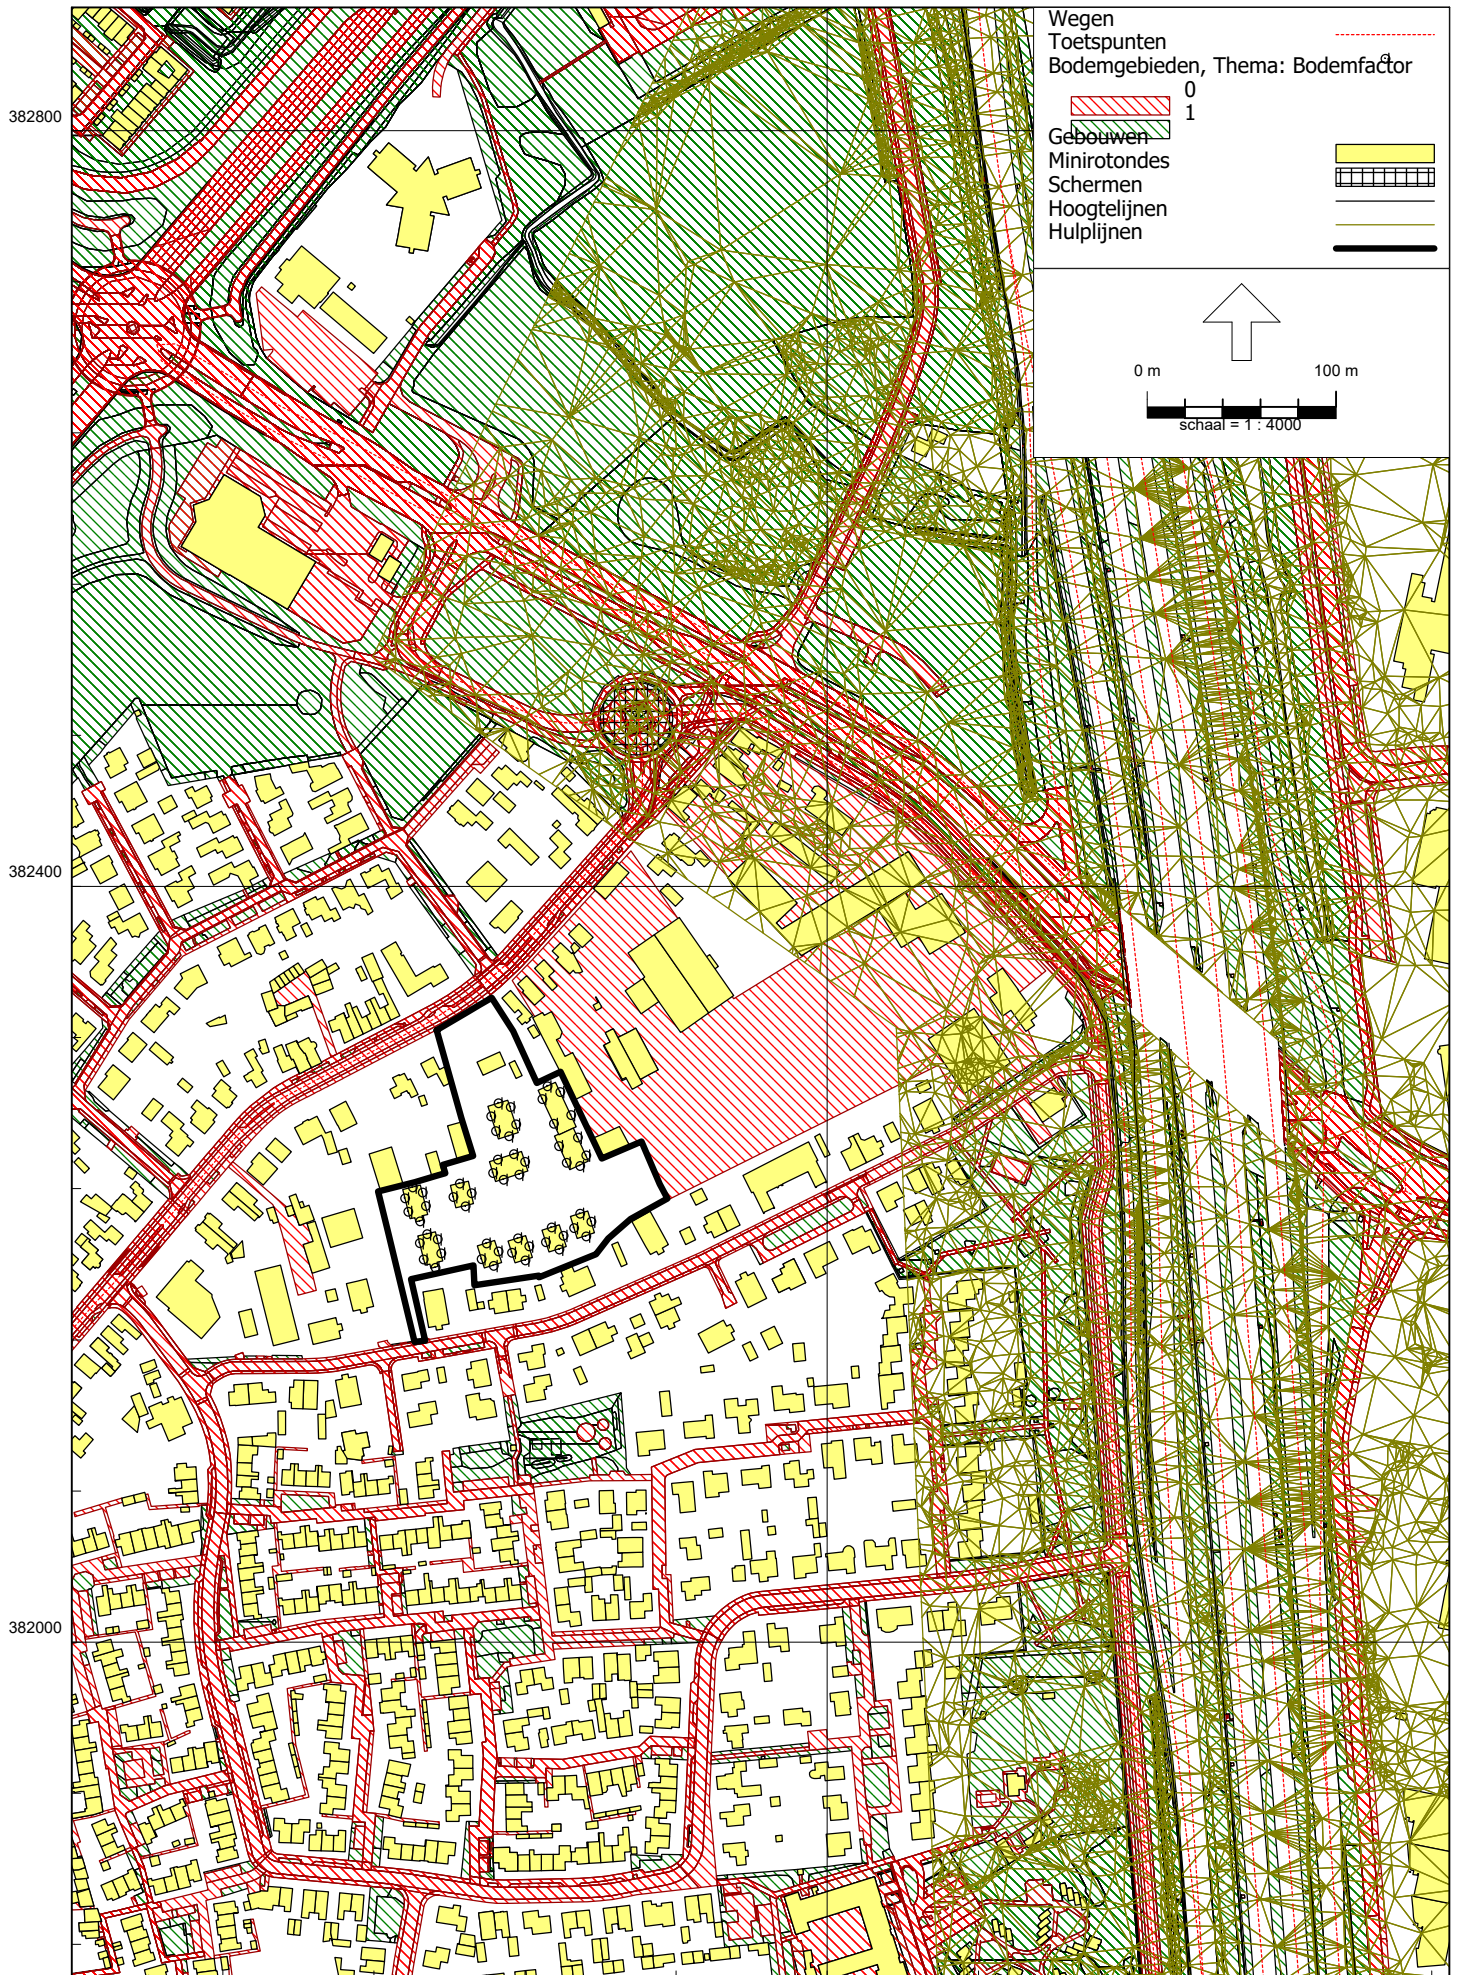 Wegen
Toetspunten
Bodemgebieden, Thema: Bodemfactor
0
1
Gebouwen
Minirotondes
Schermen
Hoogtelijnen
Hulplijnen
0 m 100 m
schaal = 1 : 4000
382800
382400
382000